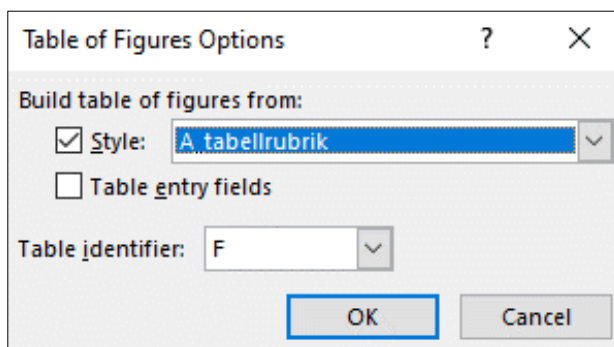 Table of Figures Options ?
Build table of figures from:
Style: A_tabellrubrik
Table entry fields
Table identifier: F
OK Cancel